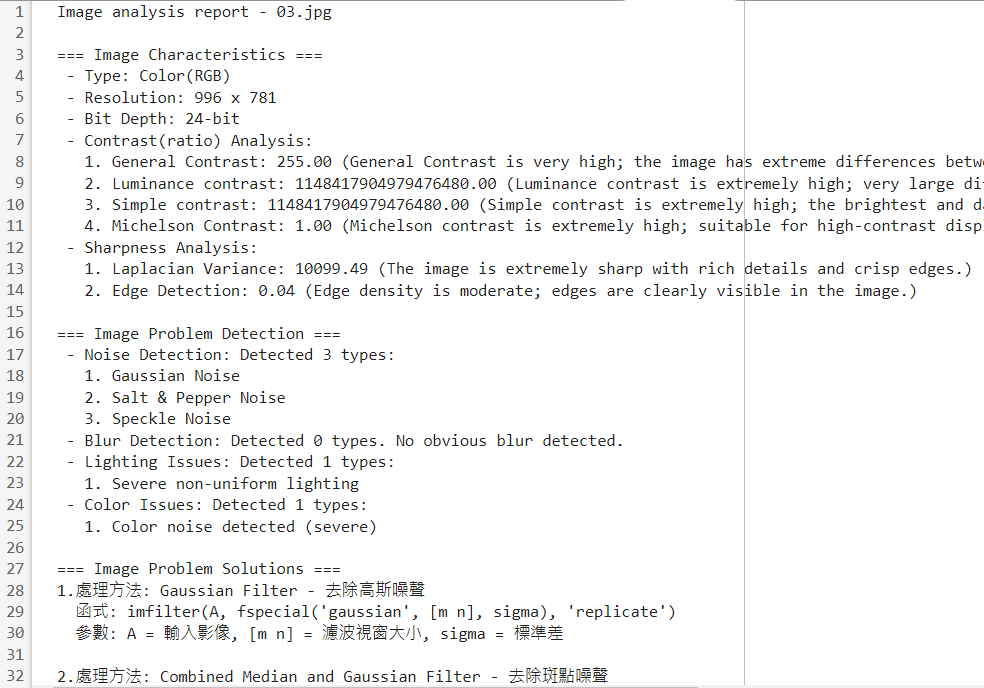 1 Image analysis report - 03.jpg
2
3 === Image Characteristics ===
4 - Type: Color(RGB)
5 - Resolution: 996 x 781
6 - Bit Depth: 24-bit
7 - Contrast(ratio) Analysis:
8 1. General Contrast: 255.00 (General Contrast is very high; the image has extreme differences betw
9 2. Luminance contrast: 1148417904979476480.00 (Luminance contrast is extremely high; very large di
10 3. Simple contrast: 1148417904979476480.00 (Simple contrast is extremely high; the brightest and d
11 4. Michelson Contrast: 1.00 (Michelson contrast is extremely high; suitable for high-contrast disp
12 - Sharpness Analysis:
13 1. Laplacian Variance: 10099.49 (The image is extremely sharp with rich details and crisp edges.)
14 2. Edge Detection: 0.04 (Edge density is moderate; edges are clearly visible in the image.)
15
16 === Image Problem Detection ===
17 - Noise Detection: Detected 3 types:
18 1. Gaussian Noise
19 2. Salt & Pepper Noise
20 3. Speckle Noise
21 - Blur Detection: Detected 0 types. No obvious blur detected.
22 - Lighting Issues: Detected 1 types:
23 1. Severe non-uniform lighting
24 - Color Issues: Detected 1 types:
25 1. Color noise detected (severe)
26
27 === Image Problem Solutions ===
28 1.處理方法: Gaussian Filter - 去除高斯噪聲
29 函式: imfilter(A, fspecial('gaussian', [m n], sigma), 'replicate')
30 參數: A = 輸入影像, [m n] = 濾波視窗大小, sigma = 標準差
31
32 2.處理方法: Combined Median and Gaussian Filter - 去除斑點噪聲